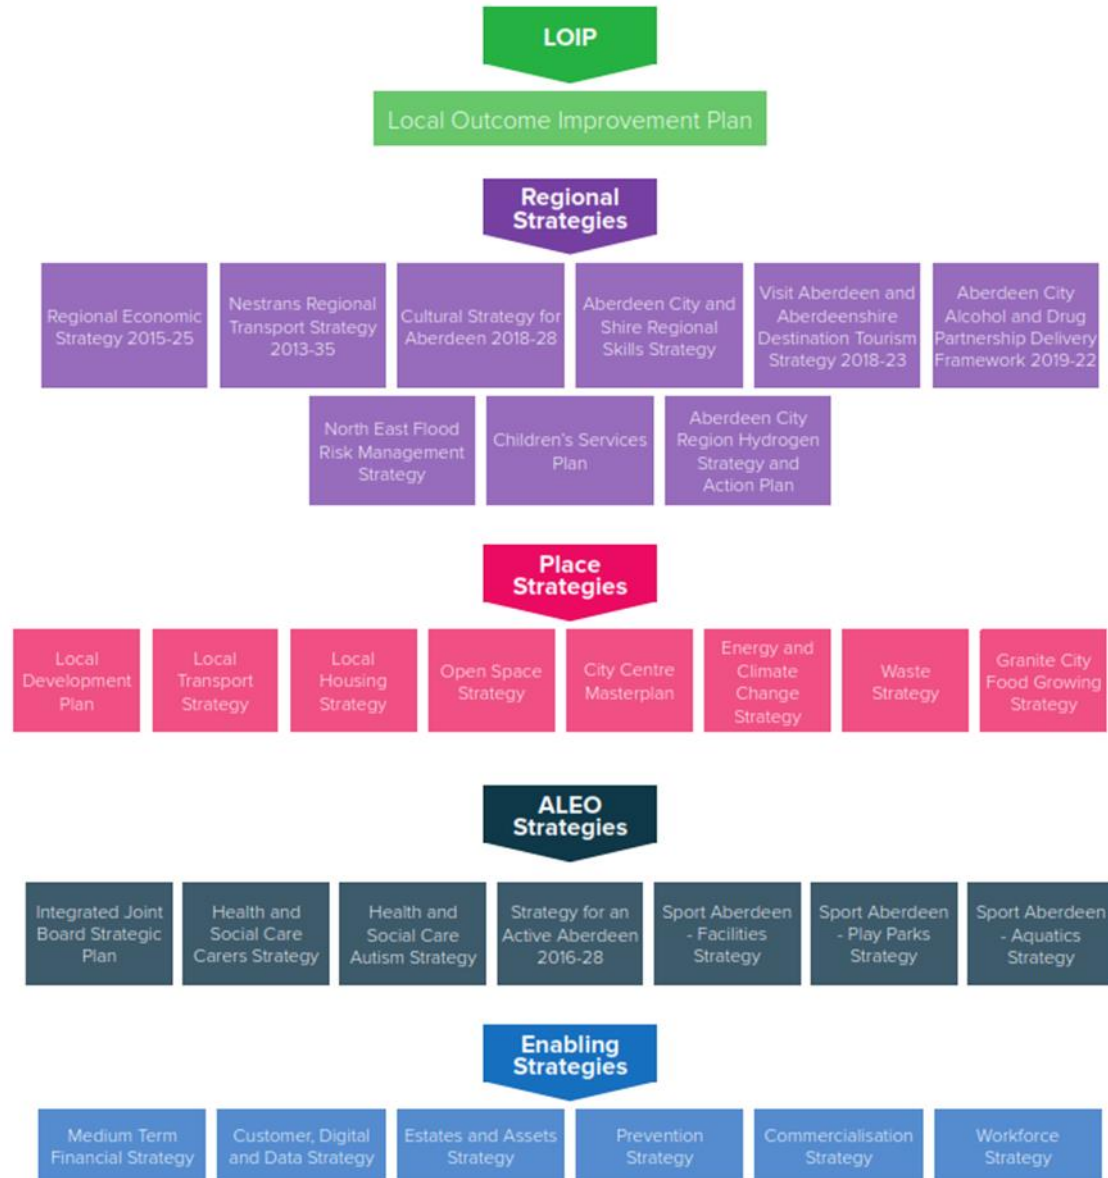 LOIP
Local Outcome Improvement Plan
Regional
Strategies
Regional Economic
Strategy 2015-25
Nestrans Regional
Transport Strategy
2013-35
Cultural Strategy for
Aberdeen 2018-28
Aberdeen City and
Shire Regional
Skills Strategy
Visit Aberdeen and
Aberdeenshire
Destination Tourism
Strategy 2018-23
Aberdeen City
Alcohol and Drug
Partnership Delivery
Framework 2019-22
North East Flood
Risk Management
Strategy
Children's Services
Plan
Aberdeen City
Region Hydrogen
Strategy and
Action Plan
Place
Strategies
Local
Development
Plan
Local
Transport
Strategy
Local
Housing
Strategy
Open Space
Strategy
City Centre
Masterplan
Energy and
Climate
Change
Strategy
Waste
Strategy
Granite City
Food Growing
Strategy
ALEO
Strategies
Integrated Joint
Board Strategic
Plan
Health and
Social Care
Carers Strategy
Health and
Social Care
Autism Strategy
Strategy for an
Active Aberdeen
2016-28
Sport Aberdeen
- Facilities
Strategy
Sport Aberdeen
- Play Parks
Strategy
Sport Aberdeen
- Aquatics
Strategy
Enabling
Strategies
Medium Term
Financial Strategy
Customer, Digital
and Data Strategy
Estates and Assets
Strategy
Prevention
Strategy
Commercialisation
Strategy
Workforce
Strategy